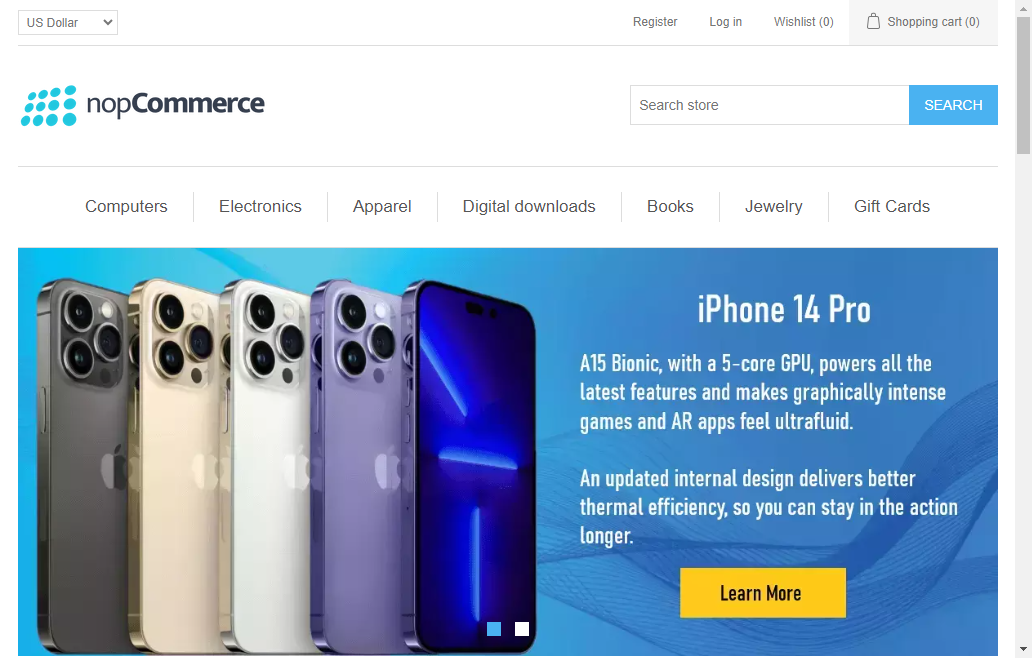 US Dollar
Register
Log in
Wishlist (0)
Shopping cart (0)
nopCommerce
Search store
SEARCH
Computers
Electronics
Apparel
Digital downloads
Books
Jewelry
Gift Cards
iPhone 14 Pro
A15 Bionic, with a 5-core GPU, powers all the
latest features and makes graphically intense
games and AR apps feel ultrafluid.
An updated internal design delivers better
thermal efficiency, so you can stay in the action
longer.
Learn More